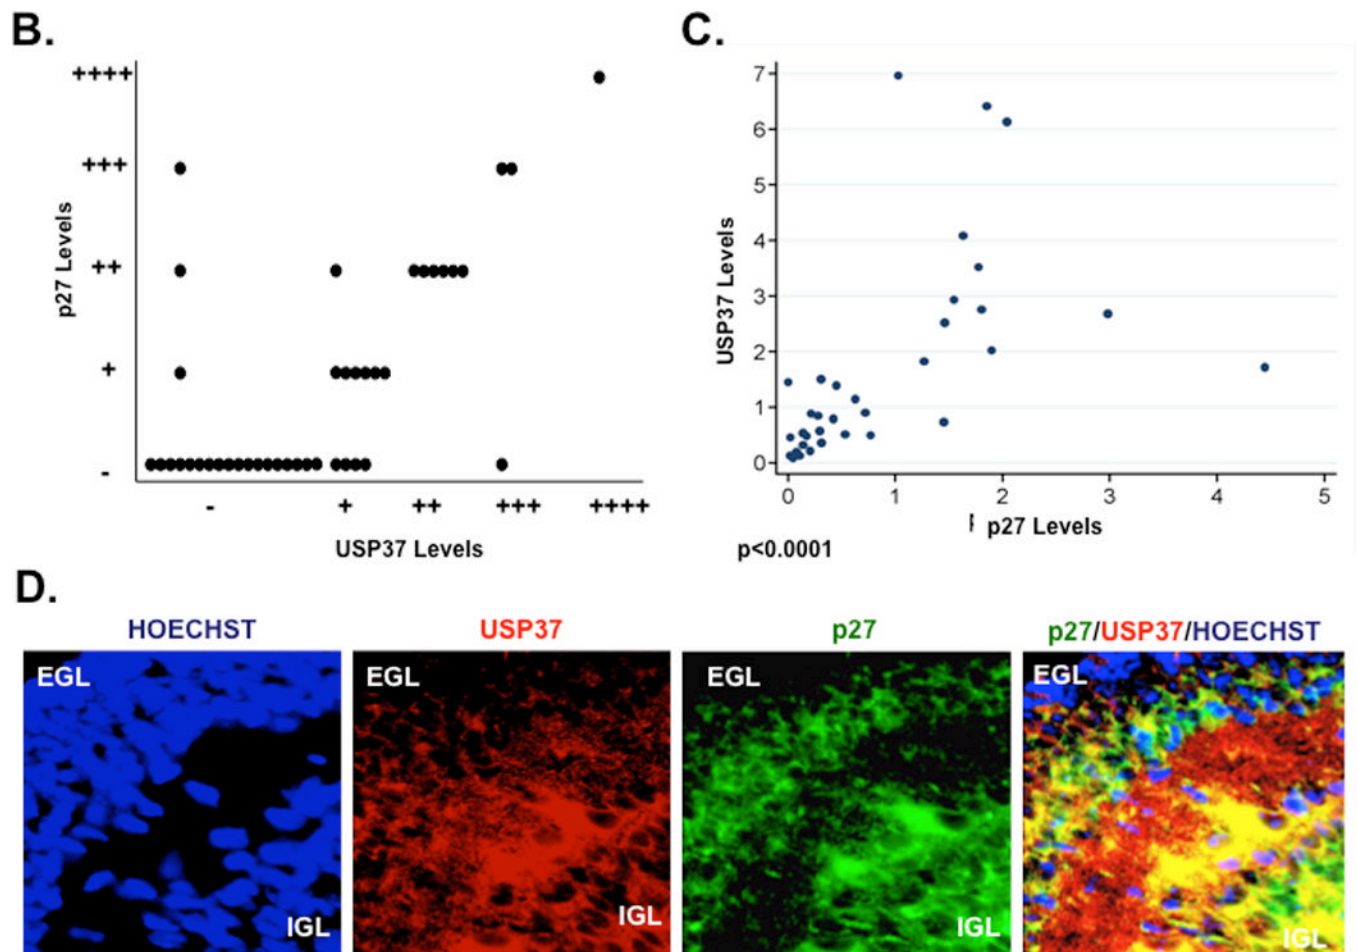 B.
++++
+++
++
+
-
p27 Levels
- + ++ +++ ++++
USP37 Levels
C.
7
6
5
4
3
2
1
0
USP37 Levels
0 1 2 3 4 5
p27 Levels
p<0.0001
D.
HOECHST USP37 p27 p27/USP37/HOECHST
EGL EGL EGL EGL
IGL IGL IGL IGL